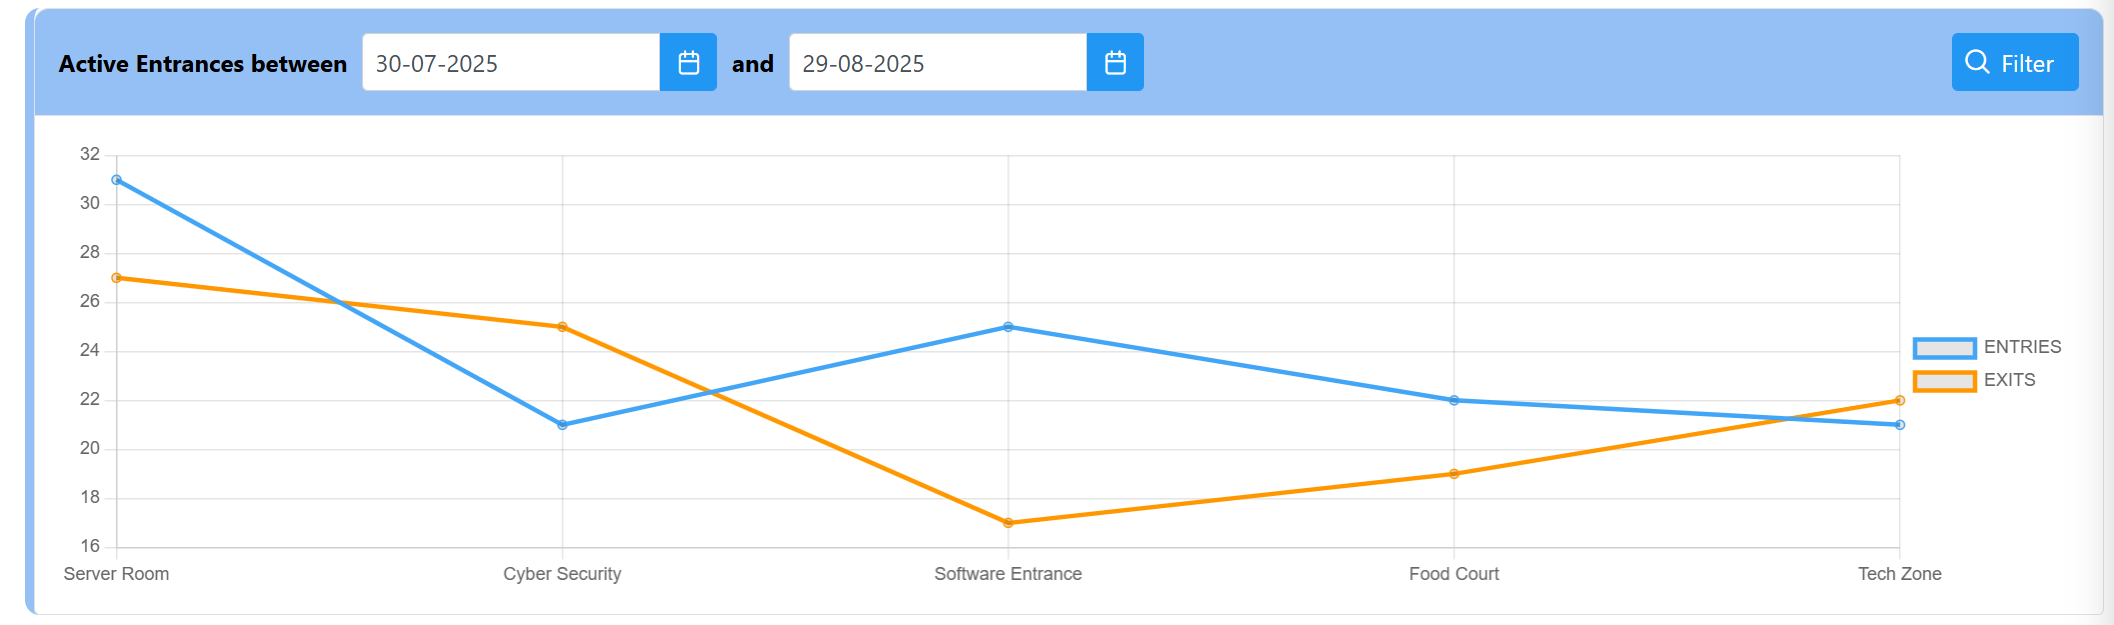 Active Entrances between 30-07-2025 and 29-08-2025 Filter
32
30
28
26
24
22
20
18
16
Server Room Cyber Security Software Entrance Food Court Tech Zone
ENTRIES
EXITS